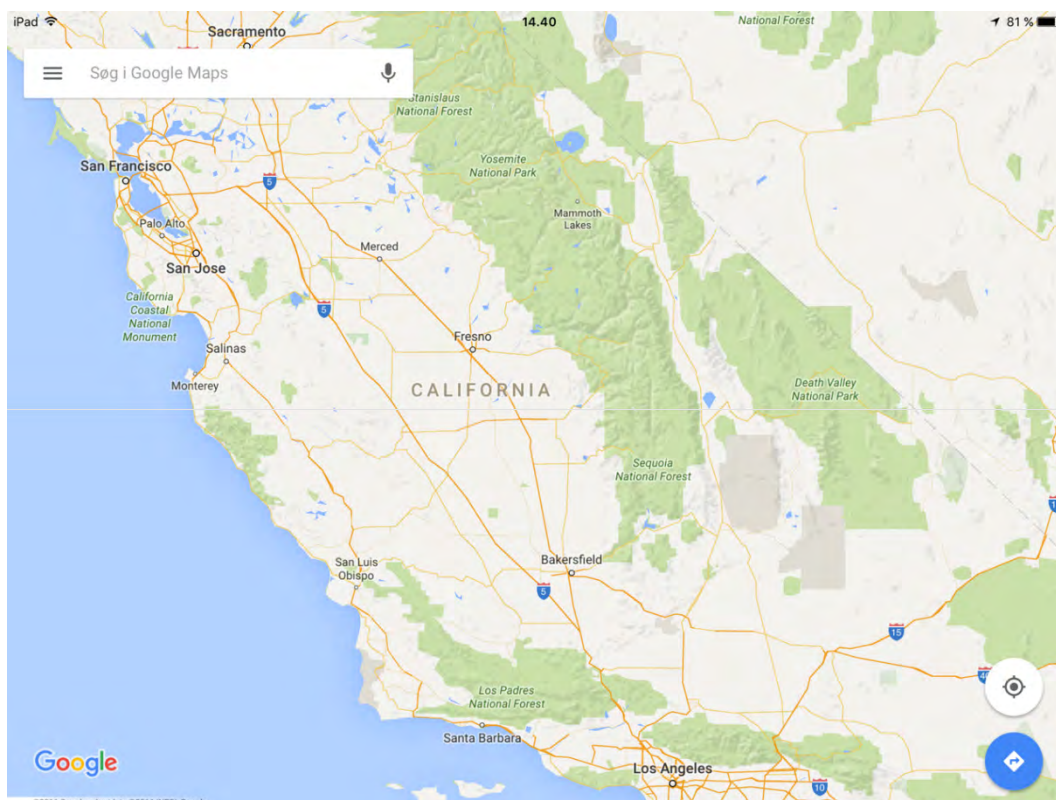 iPad
14.40
81 %
Sacramento
National Forest
Søg i Google Maps
Stanislaus
National Forest
San Francisco
5
Yosemite
National Park
Mammoth
Lakes
Palo Alto
Merced
San Jose
California
Coastal
National
Monument
5
Salinas
Fresno
Monterey
CALIFORNIA
Death Valley
National Park
Sequoia
National Forest
San Luis
Obispo
Bakersfield
5
15
Los Padres
National Forest
Santa Barbara
Google
Los Angeles
10